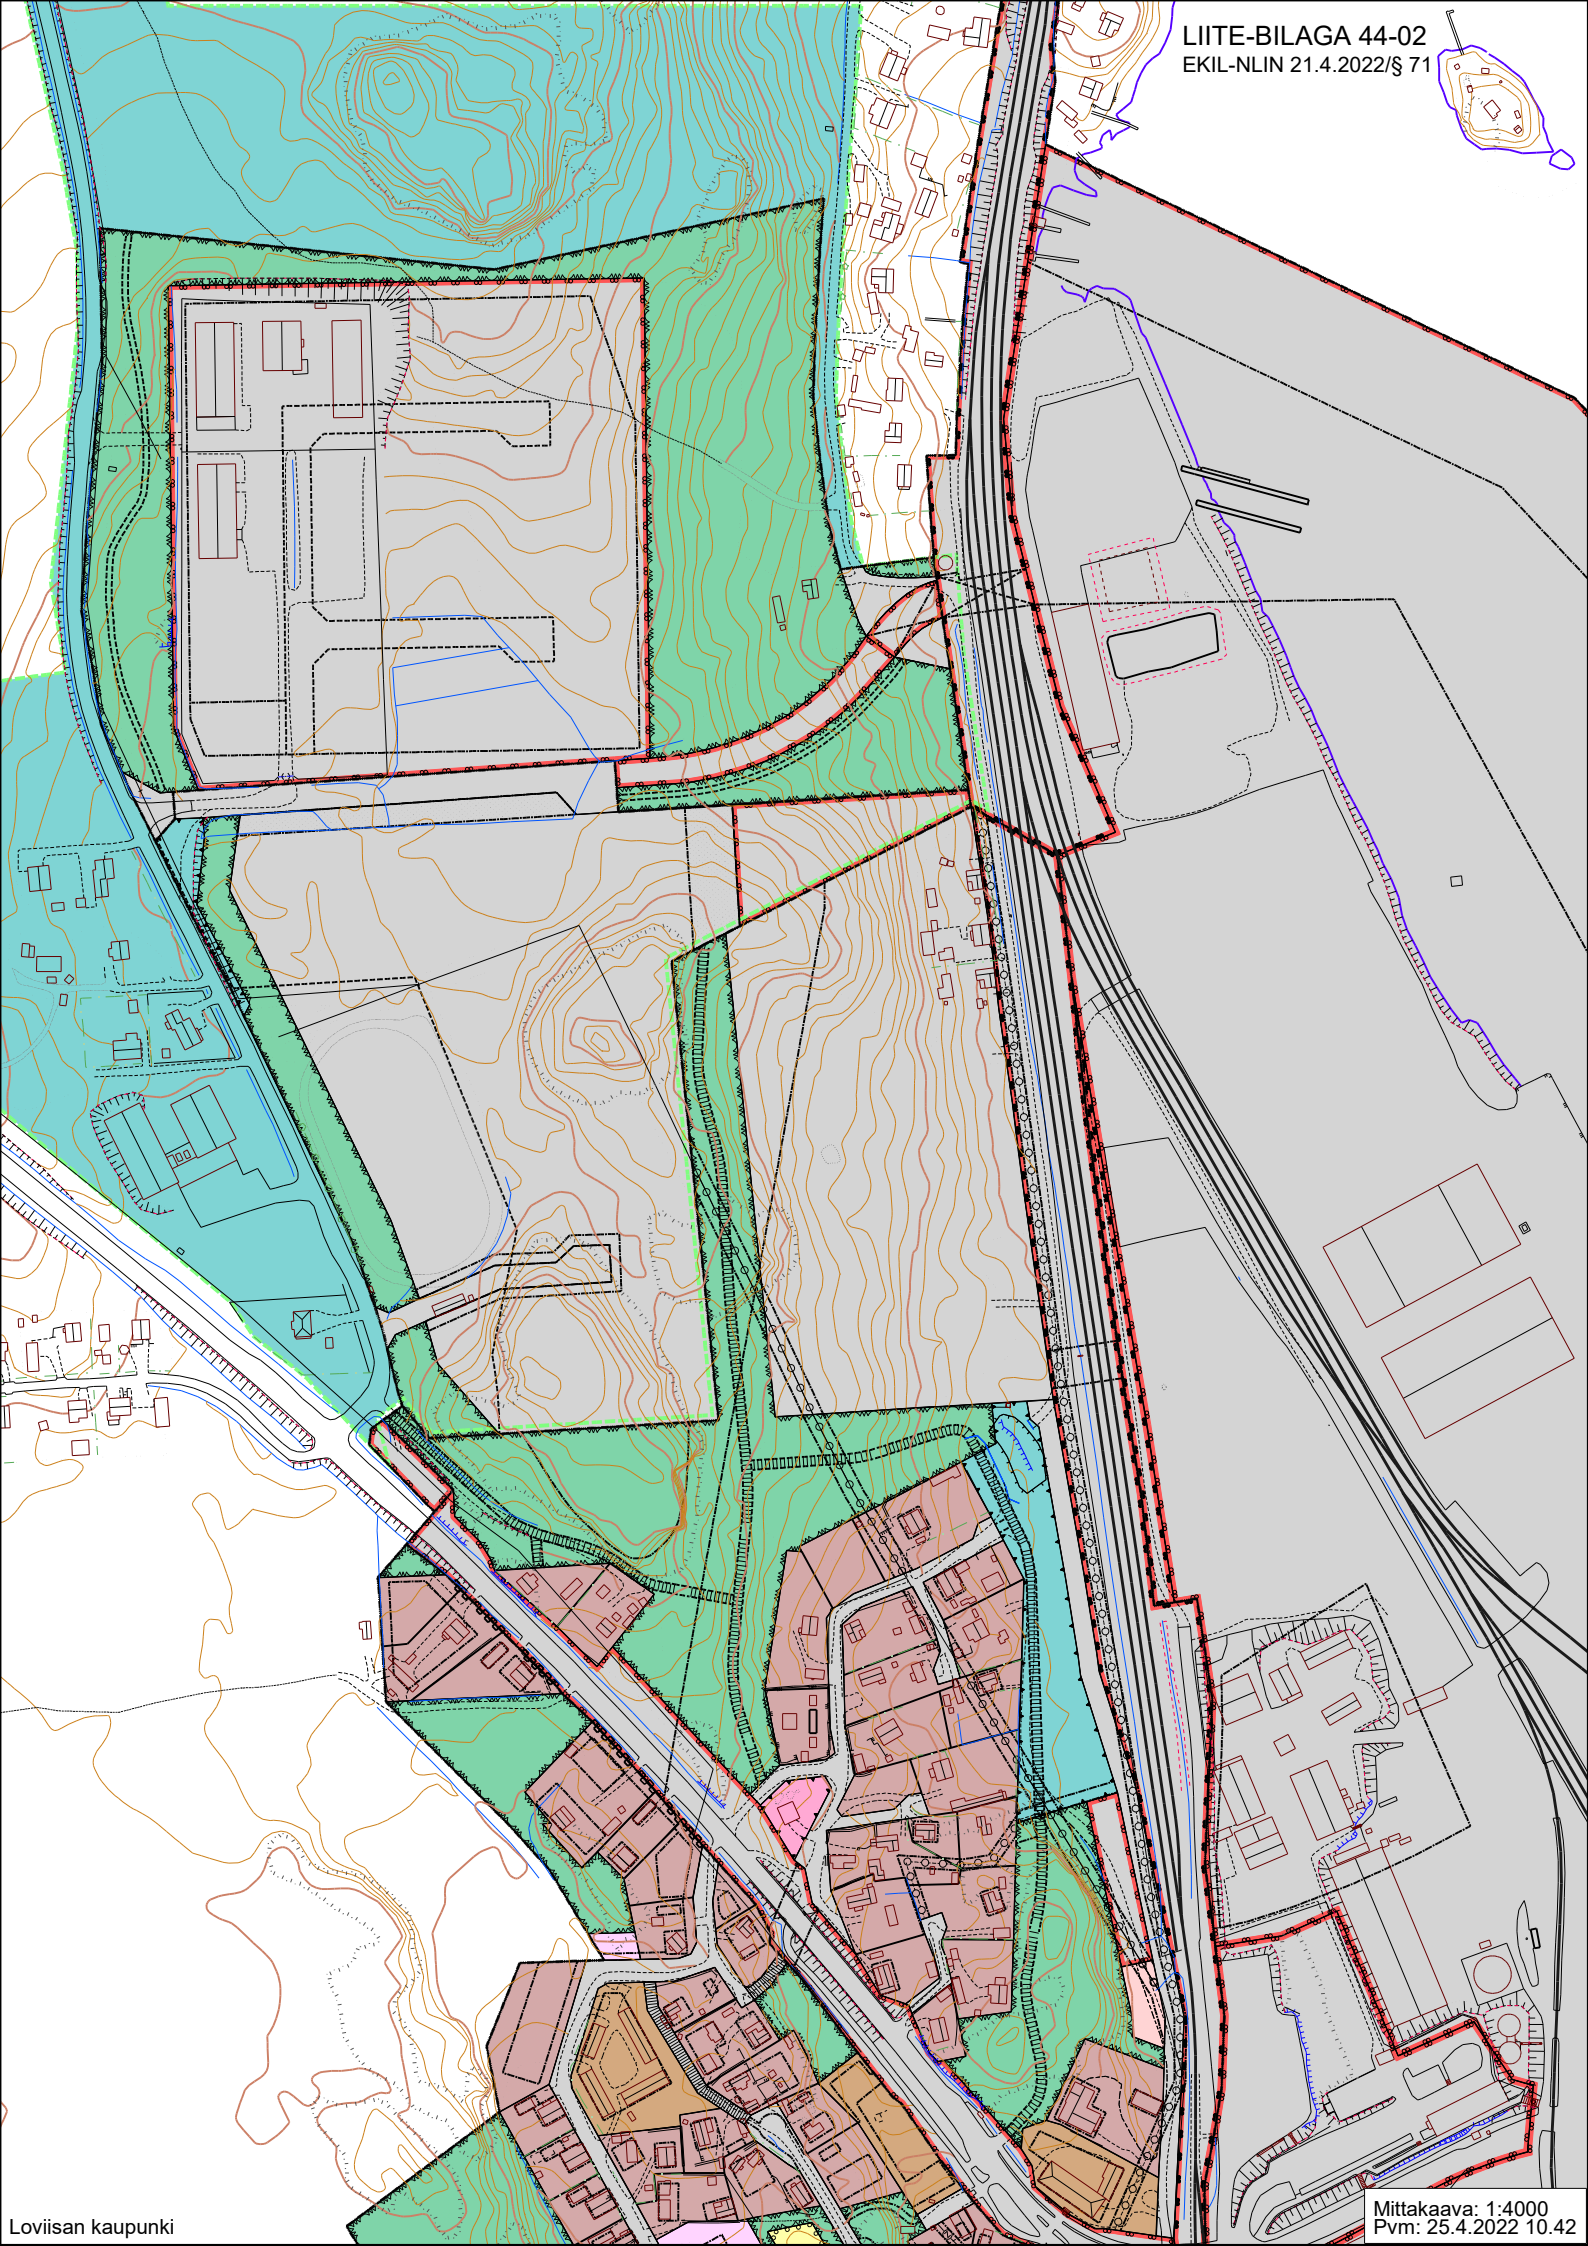 LIITE-BILAGA 44-02
EKIL-NLIN 21.4.2022/§ 71
Loviisan kaupunki
Mittakaava: 1:4000
Pvm: 25.4.2022 10.42